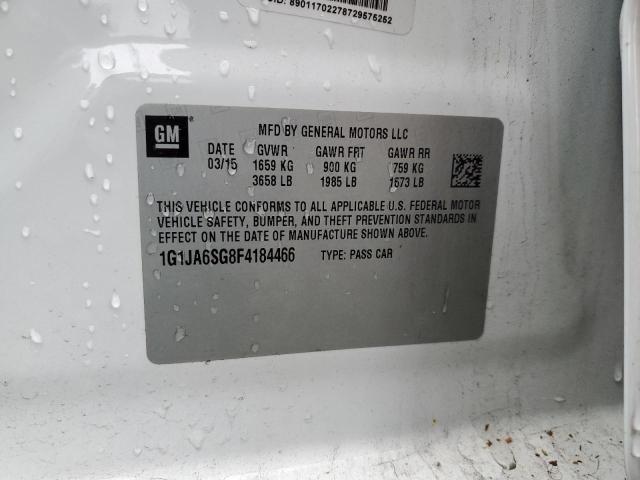 ID: 89011702278729575252
GM
MFD BY GENERAL MOTORS LLC
DATE GVWR GAWR FRT GAWR RR
03/15 1659 KG 900 KG 759 KG
3658 LB 1985 LB 1673 LB
THIS VEHICLE CONFORMS TO ALL APPLICABLE U.S. FEDERAL MOTOR
VEHICLE SAFETY, BUMPER, AND THEFT PREVENTION STANDARDS IN
EFFECT ON THE DATE OF MANUFACTURE SHOWN ABOVE.
1G1JA6SG8F4184466 TYPE: PASS CAR